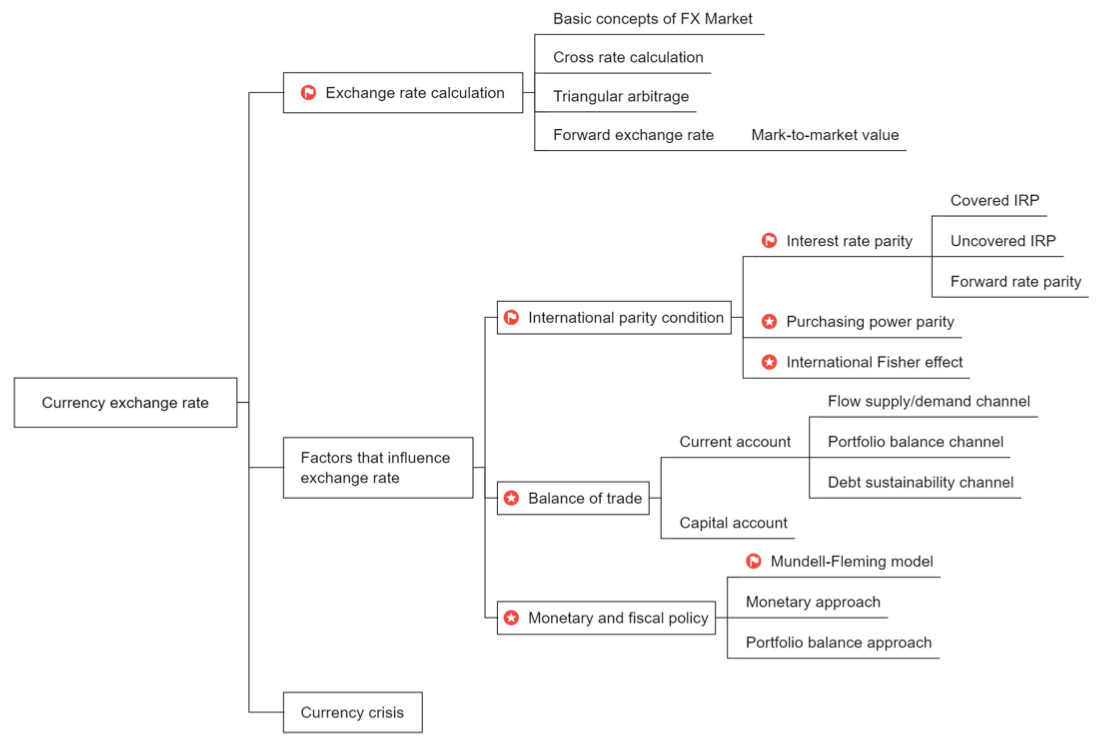 Currency exchange rate
Exchange rate calculation
Basic concepts of FX Market
Cross rate calculation
Triangular arbitrage
Forward exchange rate
Mark-to-market value
Factors that influence
exchange rate
International parity condition
Interest rate parity
Covered IRP
Uncovered IRP
Forward rate parity
Purchasing power parity
International Fisher effect
Balance of trade
Current account
Flow supply/demand channel
Portfolio balance channel
Debt sustainability channel
Capital account
Monetary and fiscal policy
Mundell-Fleming model
Monetary approach
Portfolio balance approach
Currency crisis